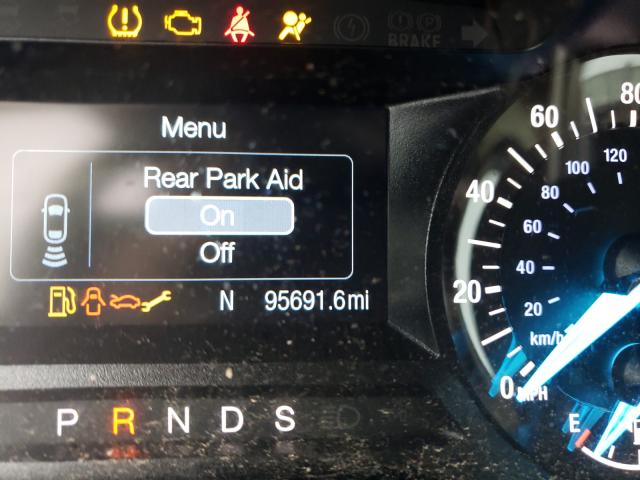 BRAKE
Menu
Rear Park Aid
On
Off
N 95691.6mi
P R N D S
80
60
40
20
0 MPH
120
100
80
60
40
20
km/h
E